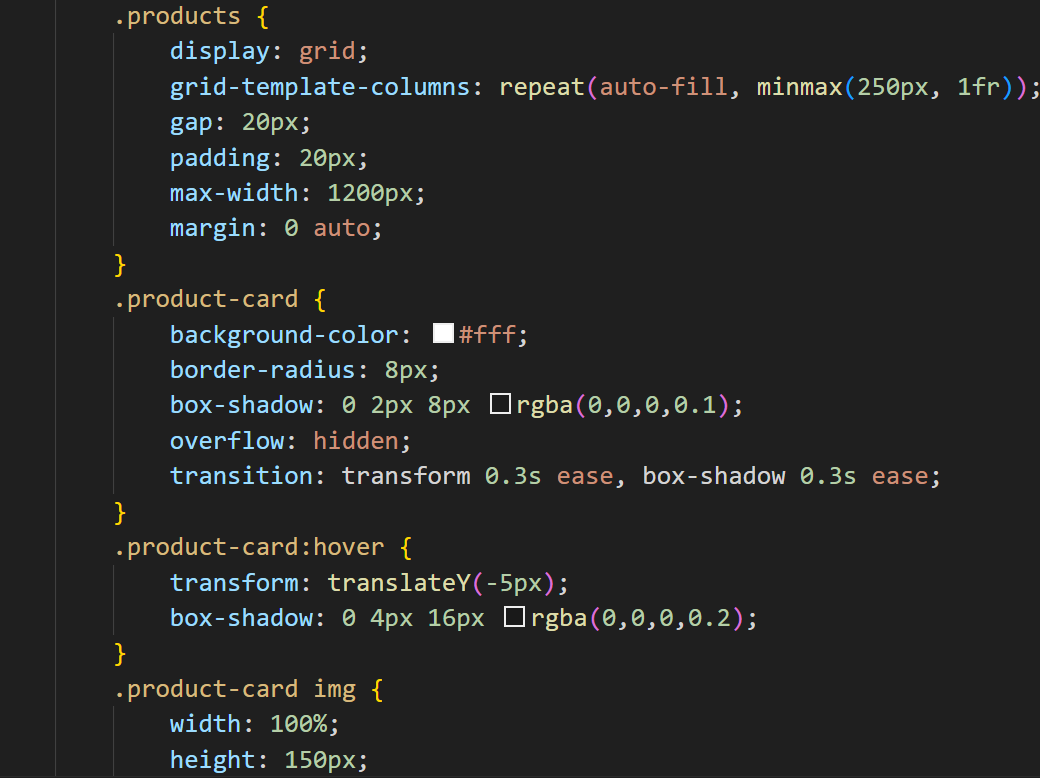 .products {
    display: grid;
    grid-template-columns: repeat(auto-fill, minmax(250px, 1fr));
    gap: 20px;
    padding: 20px;
    max-width: 1200px;
    margin: 0 auto;
}
.product-card {
    background-color: #fff;
    border-radius: 8px;
    box-shadow: 0 2px 8px rgba(0,0,0,0.1);
    overflow: hidden;
    transition: transform 0.3s ease, box-shadow 0.3s ease;
}
.product-card:hover {
    transform: translateY(-5px);
    box-shadow: 0 4px 16px rgba(0,0,0,0.2);
}
.product-card img {
    width: 100%;
    height: 150px;